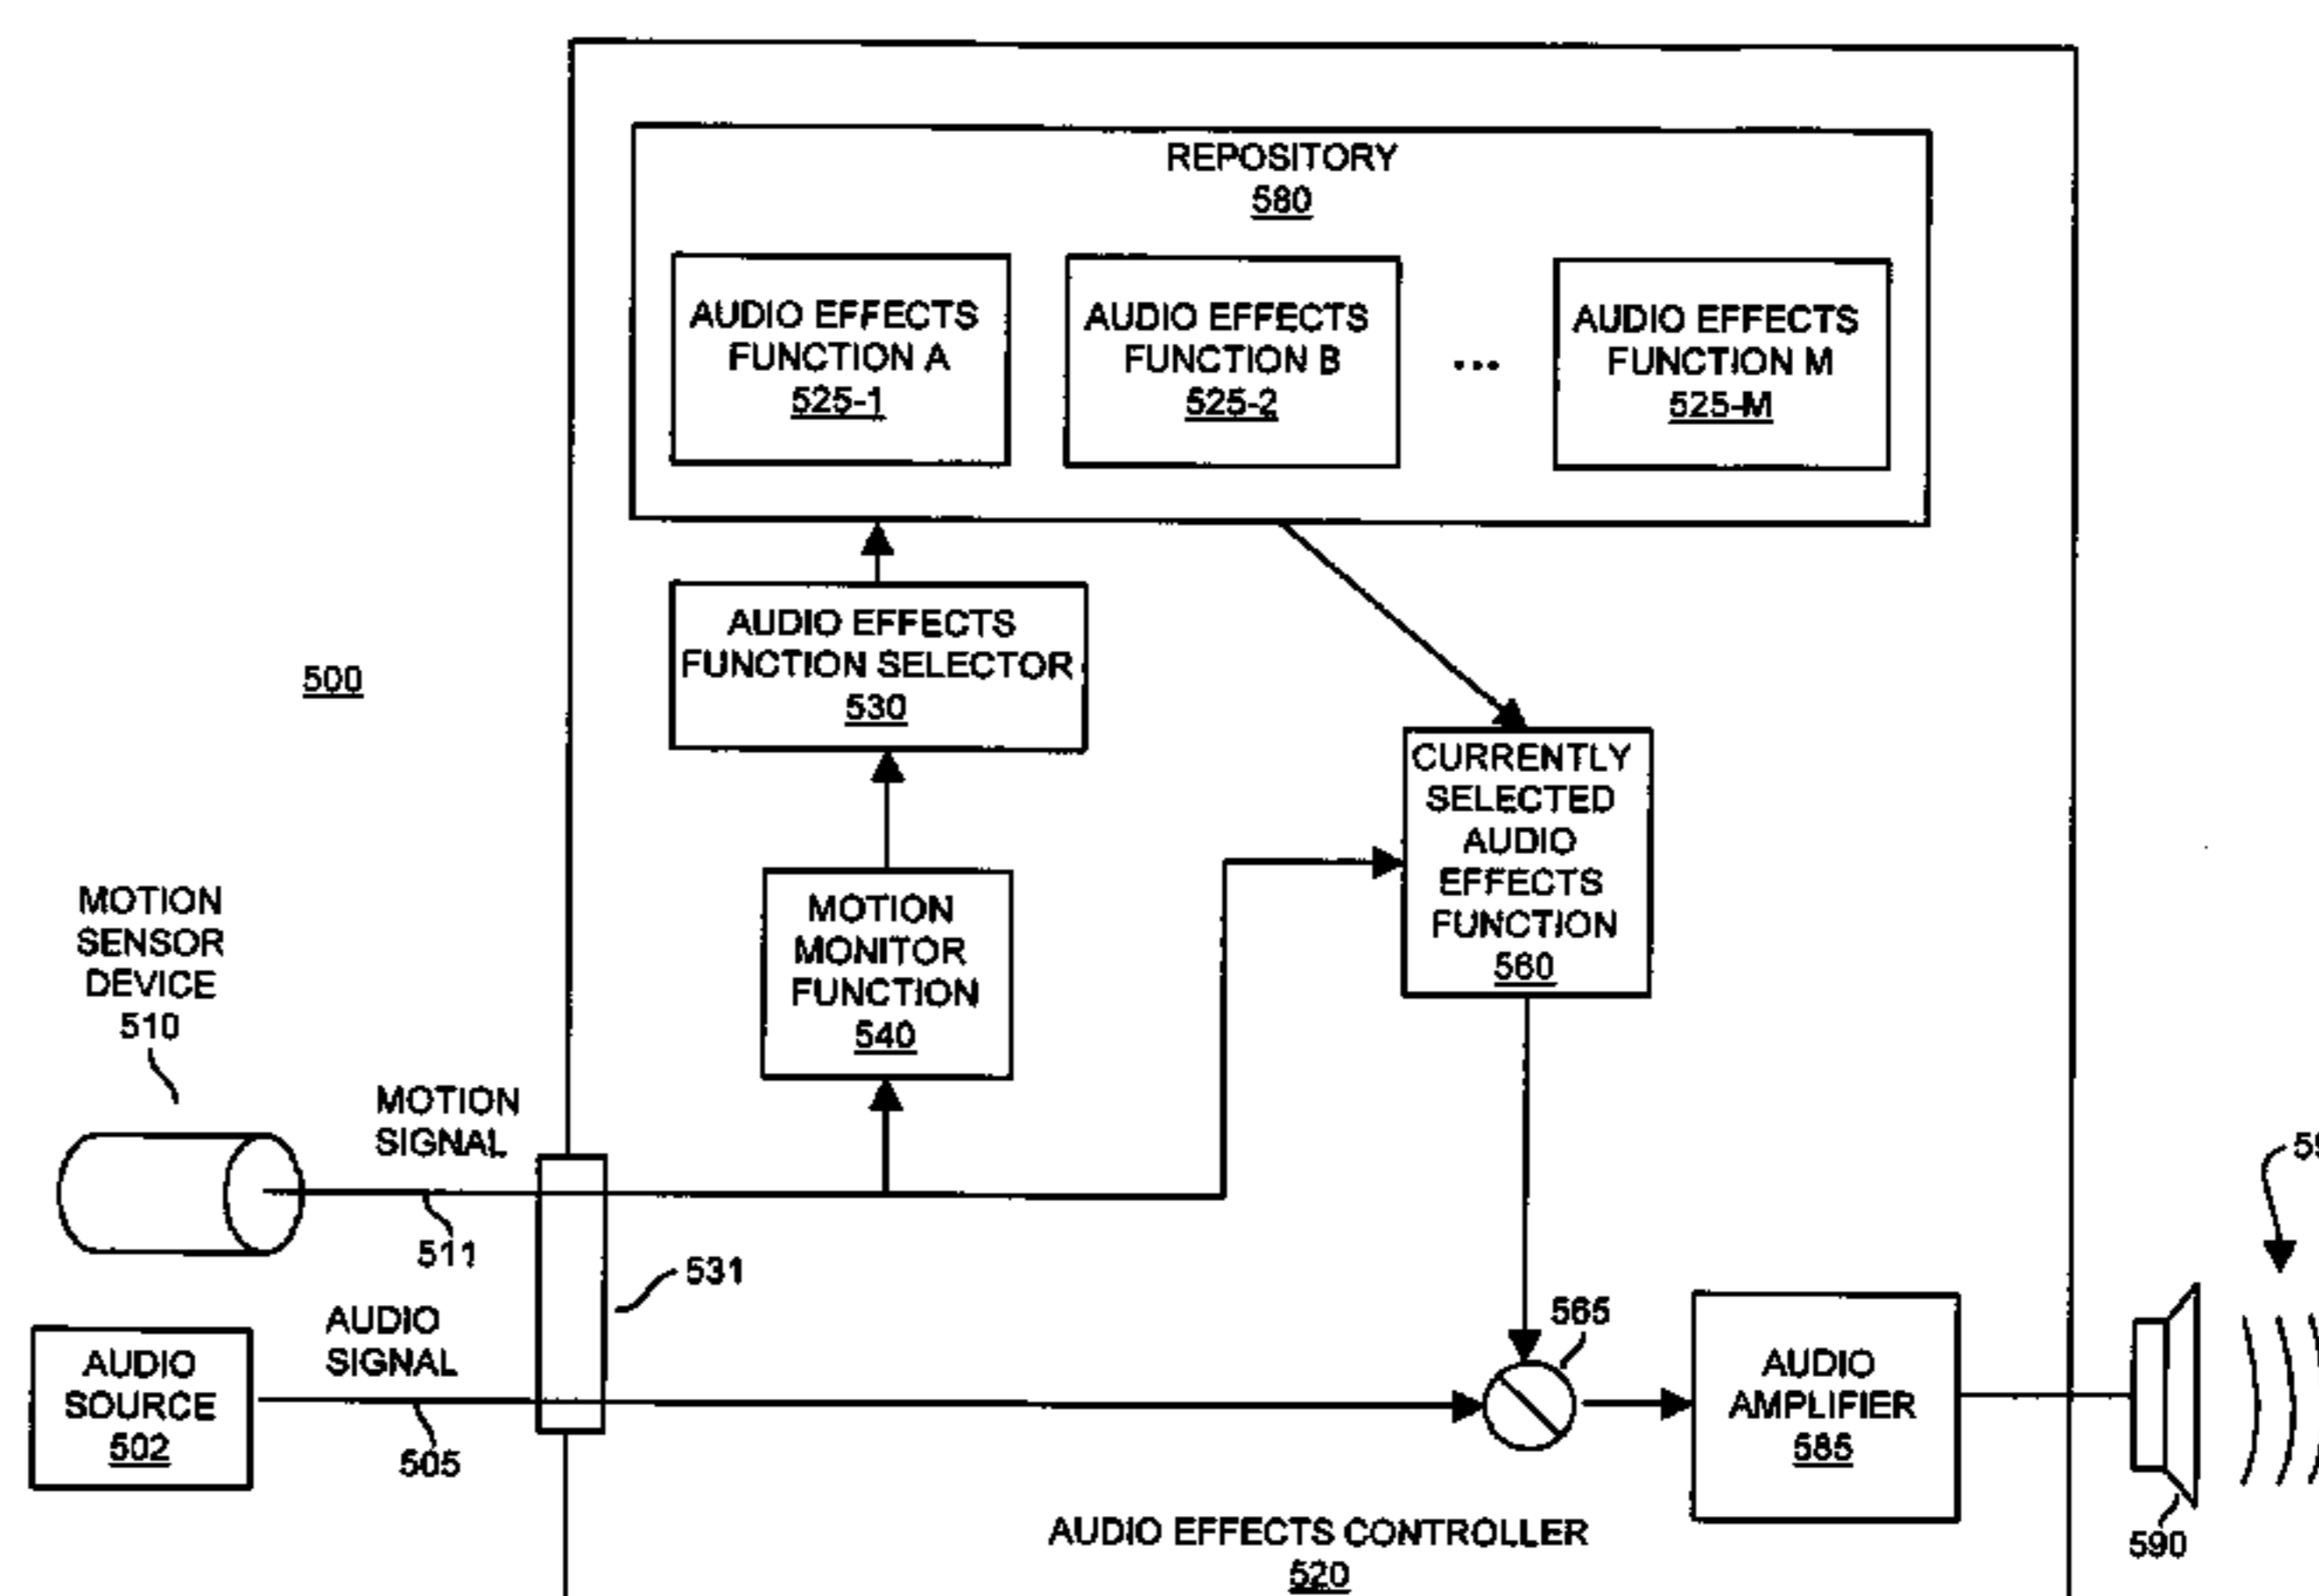 REPOSITORY
580
AUDIO EFFECTS
FUNCTION A
525-1
AUDIO EFFECTS
FUNCTION B
525-2
...
AUDIO EFFECTS
FUNCTION M
525-M
AUDIO EFFECTS
FUNCTION SELECTOR
530
500
CURRENTLY
SELECTED
AUDIO
EFFECTS
FUNCTION
560
MOTION
MONITOR
FUNCTION
540
MOTION
SENSOR
DEVICE
510
MOTION
SIGNAL
511
531
AUDIO
SOURCE
502
AUDIO
SIGNAL
505
565
AUDIO
AMPLIFIER
585
590
AUDIO EFFECTS CONTROLLER
520